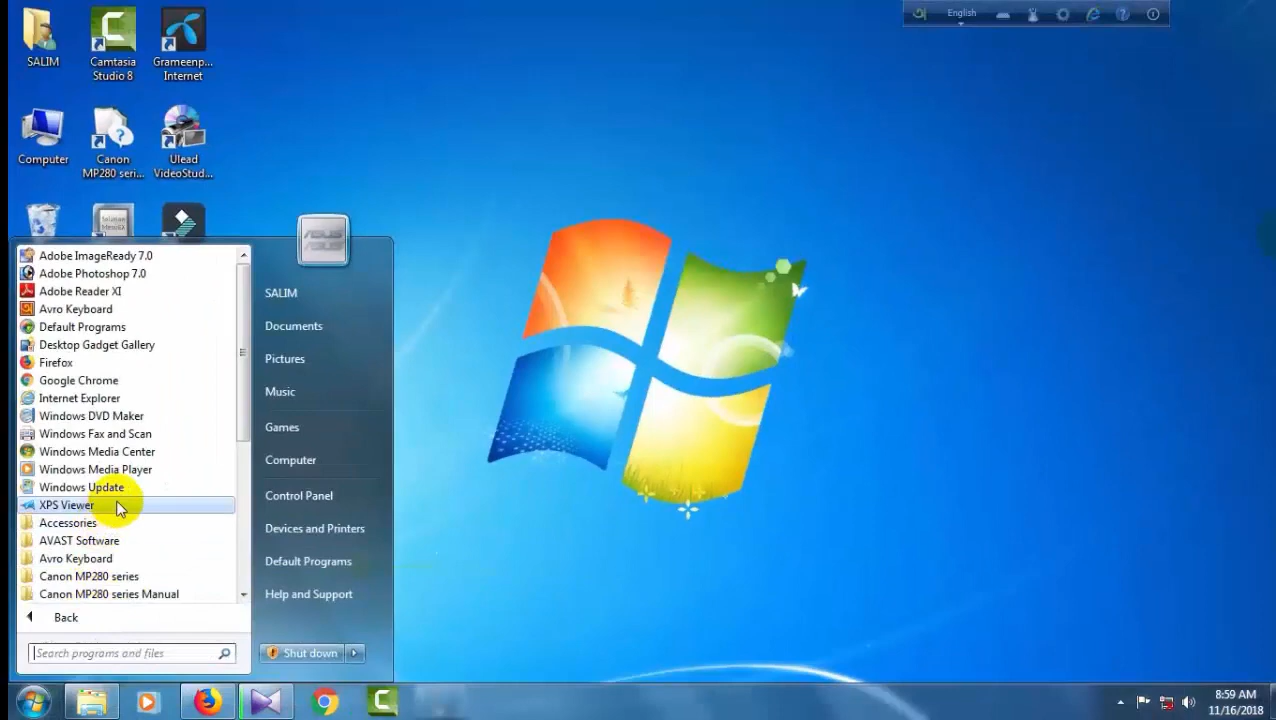 English
SALIM
Camtasia
Studio 8
Grameenp...
Internet
Computer
Canon
MP280 seri...
Ulead
VideoStud...
Adobe ImageReady 7.0
Adobe Photoshop 7.0
Adobe Reader XI
Avro Keyboard
Default Programs
Desktop Gadget Gallery
Firefox
Google Chrome
Internet Explorer
Windows DVD Maker
Windows Fax and Scan
Windows Media Center
Windows Media Player
Windows Update
XPS Viewer
Accessories
AVAST Software
Avro Keyboard
Canon MP280 series
Canon MP280 series Manual
Back
Search programs and files
SALIM
Documents
Pictures
Music
Games
Computer
Control Panel
Devices and Printers
Default Programs
Help and Support
Shut down
8:59 AM
11/16/2018